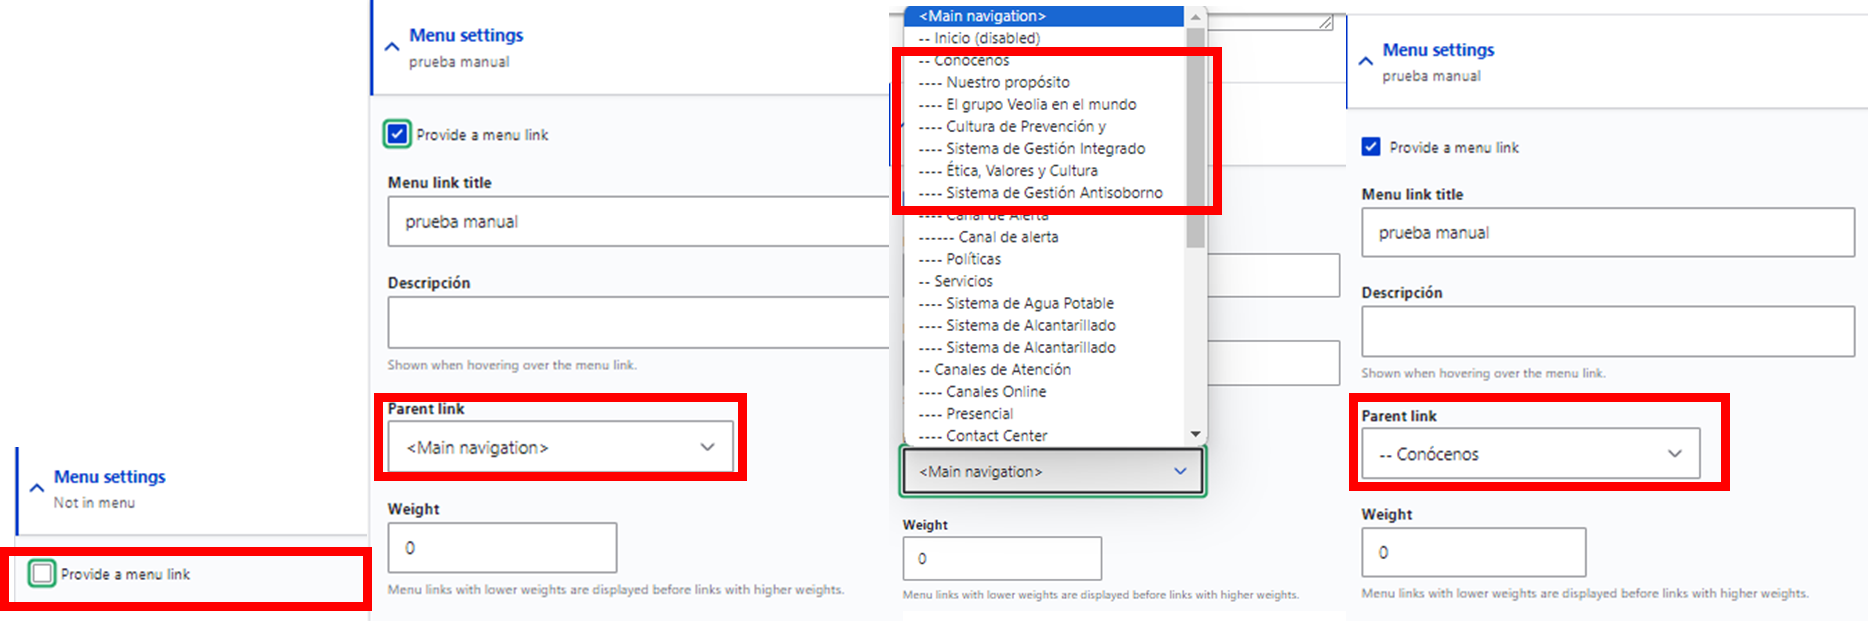 Menu settings
Not in menu
Provide a menu link
Menu settings
prueba manual
Provide a menu link
Menu link title
prueba manual
Descripción
Shown when hovering over the menu link.
Parent link
<Main navigation>
Weight
0
Menu links with lower weights are displayed before links with higher weights.
<Main navigation>
-- Inicio (disabled)
-- Conócenos
---- Nuestro propósito
---- El grupo Veolia en el mundo
---- Cultura de Prevención y
---- Sistema de Gestión Integrado
---- Ética, Valores y Cultura
---- Sistema de Gestión Antisoborno
---- Canal de Alerta
------ Canal de alerta
---- Políticas
-- Servicios
---- Sistema de Agua Potable
---- Sistema de Alcantarillado
---- Sistema de Alcantarillado
-- Canales de Atención
---- Canales Online
---- Presencial
---- Contact Center
<Main navigation>
Weight
0
Menu links with lower weights are displayed before links with higher weights.
Menu settings
prueba manual
Provide a menu link
Menu link title
prueba manual
Descripción
Shown when hovering over the menu link.
Parent link
-- Conócenos
Weight
0
Menu links with lower weights are displayed before links with higher weights.